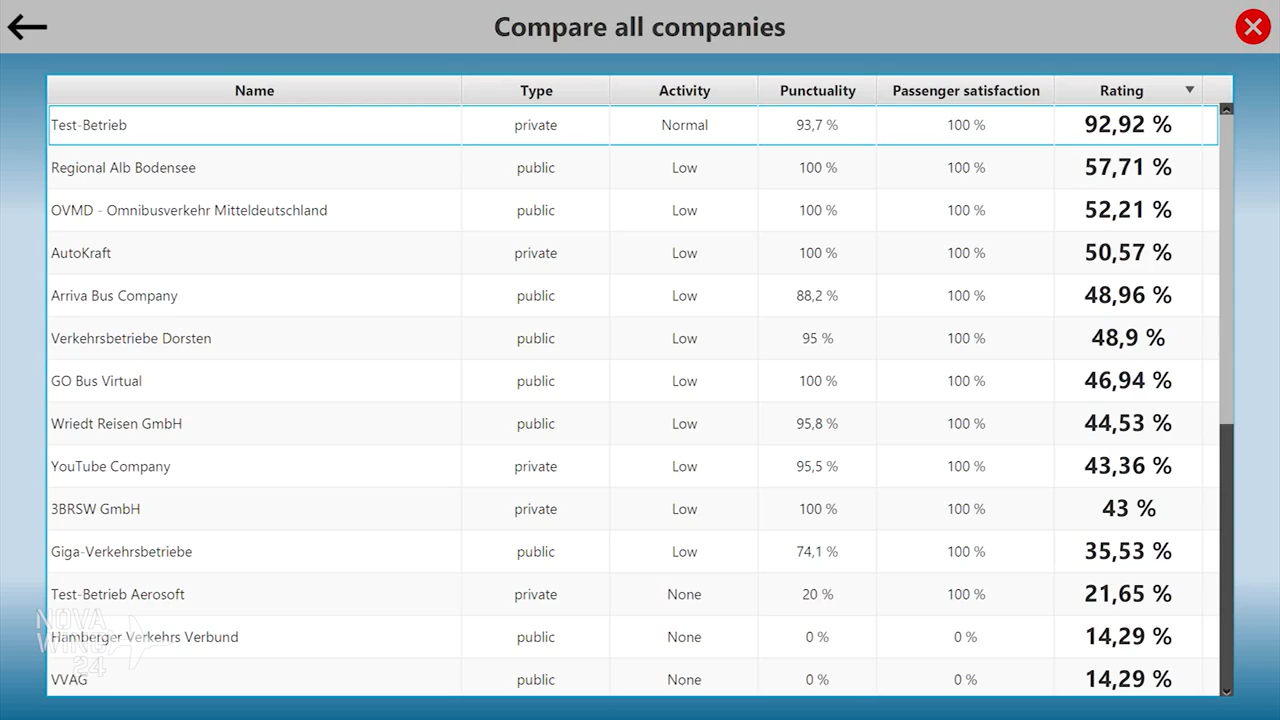 Compare all companies
Name Type Activity Punctuality Passenger satisfaction Rating
Test-Betrieb private Normal 93,7 % 100 % 92,92 %
Regional Alb Bodensee public Low 100 % 100 % 57,71 %
OVMD - Omnibusverkehr Mitteldeutschland public Low 100 % 100 % 52,21 %
AutoKraft private Low 100 % 100 % 50,57 %
Arriva Bus Company public Low 88,2 % 100 % 48,96 %
Verkehrsbetriebe Dorsten public Low 95 % 100 % 48,9 %
GO Bus Virtual public Low 100 % 100 % 46,94 %
Wriedt Reisen GmbH public Low 95,8 % 100 % 44,53 %
YouTube Company private Low 95,5 % 100 % 43,36 %
3BRSW GmbH private Low 100 % 100 % 43 %
Giga-Verkehrsbetriebe public Low 74,1 % 100 % 35,53 %
Test-Betrieb Aerosoft private None 20 % 100 % 21,65 %
Hamberger Verkehrs Verbund public None 0 % 0 % 14,29 %
VVAG public None 0 % 0 % 14,29 %
NOVA
WING
24